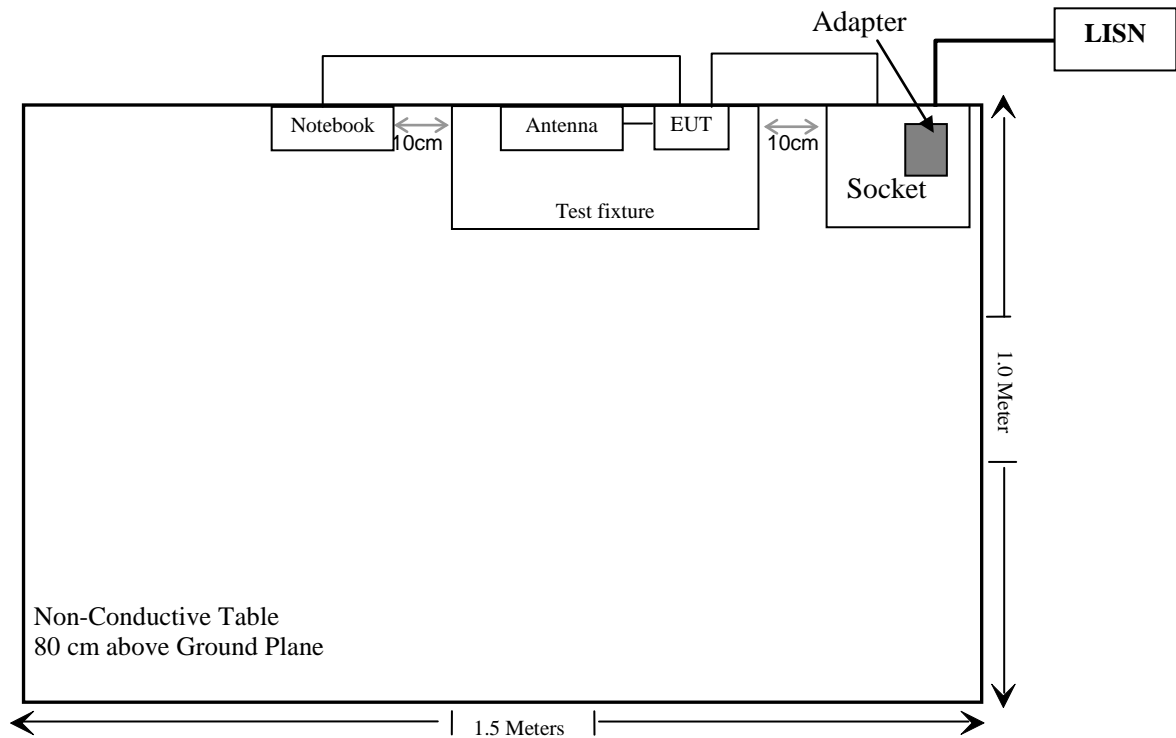 Adapter
LISN
Notebook
10cm
Antenna
EUT
10cm
Socket
Test fixture
1.0 Meter
Non-Conductive Table
80 cm above Ground Plane
1.5 Meters